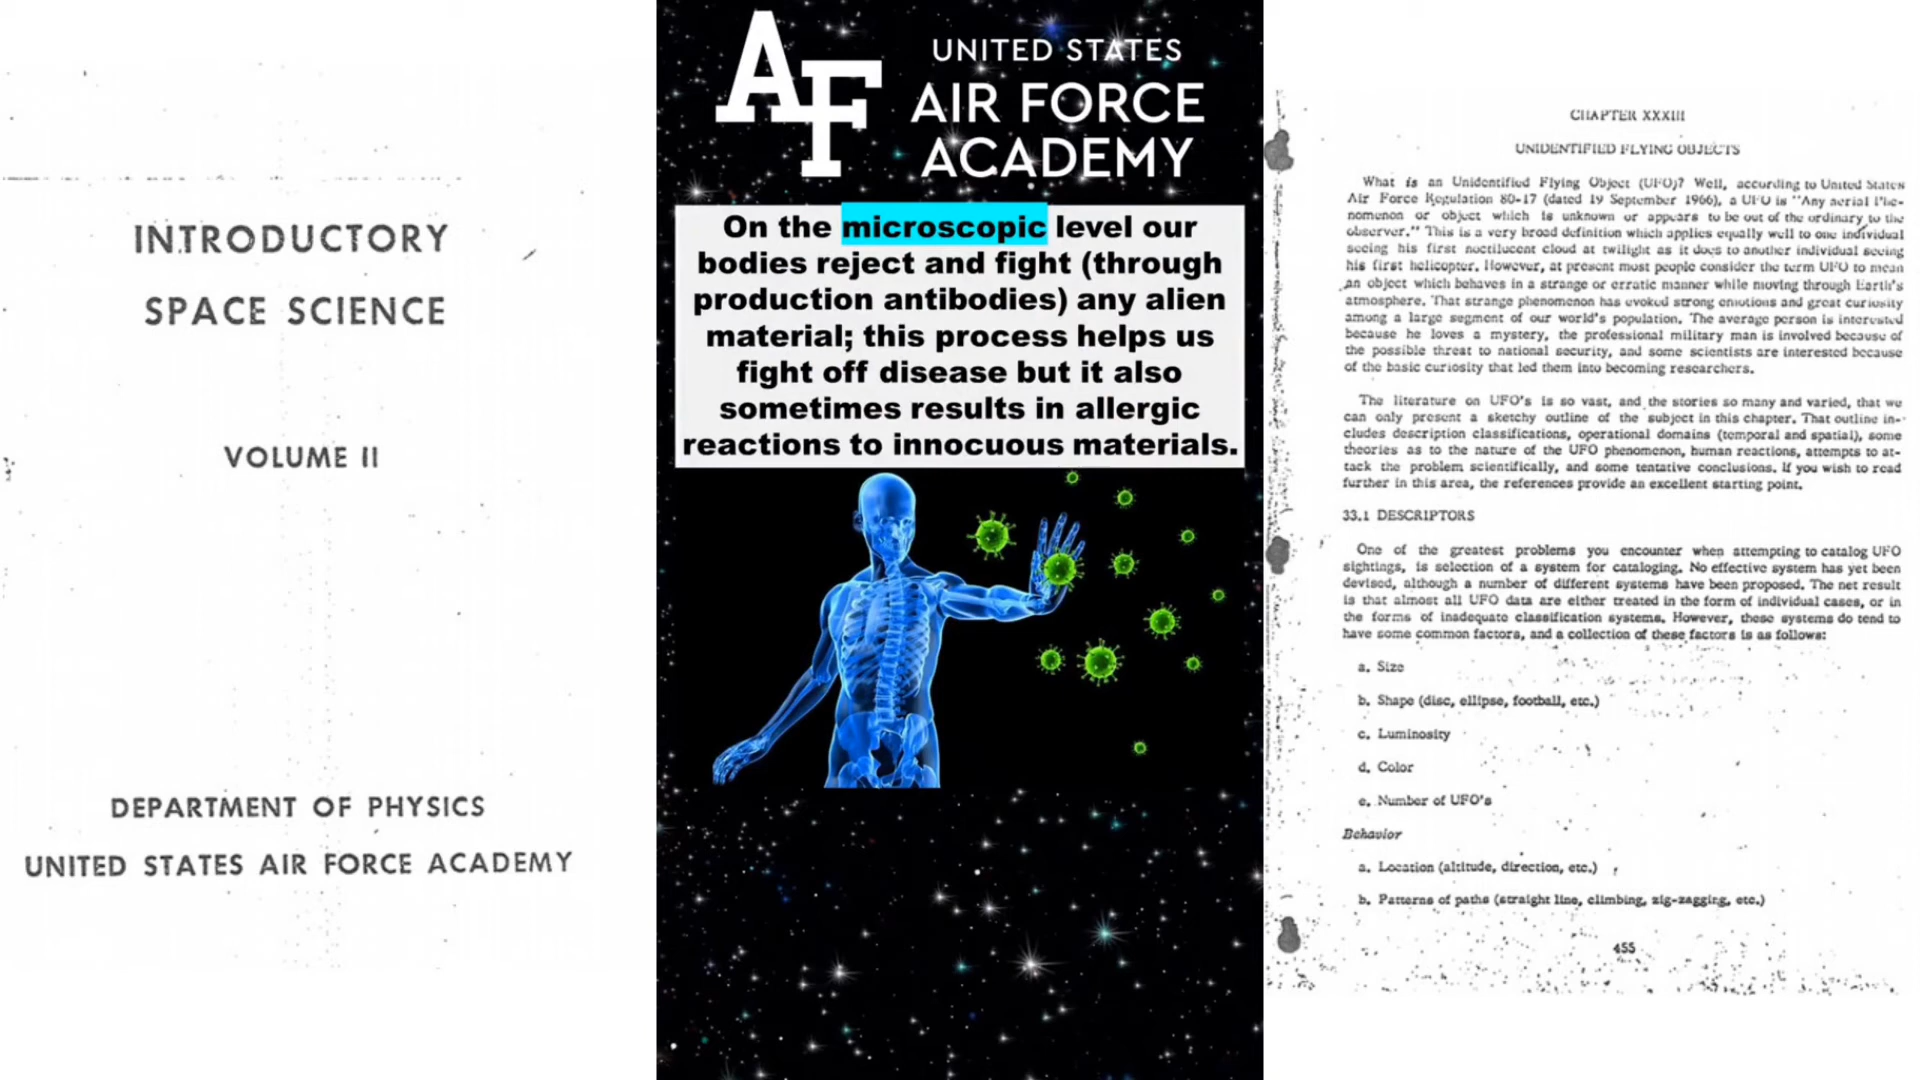 INTRODUCTORY
SPACE SCIENCE
VOLUME II
DEPARTMENT OF PHYSICS
UNITED STATES AIR FORCE ACADEMY
AF
UNITED STATES
AIR FORCE
ACADEMY
On the microscopic level our
bodies reject and fight (through
production antibodies) any alien
material; this process helps us
fight off disease but it also
sometimes results in allergic
reactions to innocuous materials.
CHAPTER XXXIII
UNIDENTIFIED FLYING OBJECTS
What is an Unidentified Flying Object (UFO)? Well, according to United States
Air Force Regulation 80-17 (dated 19 September 1966), a UFO is "Any aerial Phe-
nomenon or object which is unknown or appears to be out of the ordinary to the
observer." This is a very broad definition which applies equally well to one individual
seeing his first noctilucent cloud at twilight as it does to another individual seeing
his first helicopter. However, at present most people consider the term UFO to mean
an object which behaves in a strange or erratic manner while moving through Earth's
atmosphere. That strange phenomenon has evoked strong emotions and great curiosity
among a large segment of our world's population. The average person is interested
because he loves a mystery, the professional military man is involved because of
the possible threat to national security, and some scientists are interested because
of the basic curiosity that led them into becoming researchers.
The literature on UFO's is so vast, and the stories so many and varied, that we
can only present a sketchy outline of the subject in this chapter. That outline in-
cludes description classifications, operational domains (temporal and spatial), some
theories as to the nature of the UFO phenomenon, human reactions, attempts to at-
tack the problem scientifically, and some tentative conclusions. If you wish to read
further in this area, the references provide an excellent starting point.
33.1 DESCRIPTORS
One of the greatest problems you encounter when attempting to catalog UFO
sightings, is selection of a system for cataloging. No effective system has yet been
devised, although a number of different systems have been proposed. The net result
is that almost all UFO data are either treated in the form of individual cases, or in
the forms of inadequate classification systems. However, these systems do tend to
have some common factors, and a collection of these factors is as follows:
a. Size
b. Shape (disc, ellipse, football, etc.)
c. Luminosity
d. Color
e. Number of UFO's
Behavior
a. Location (altitude, direction, etc.)
b. Patterns of paths (straight line, climbing, zig-zagging, etc.)
455